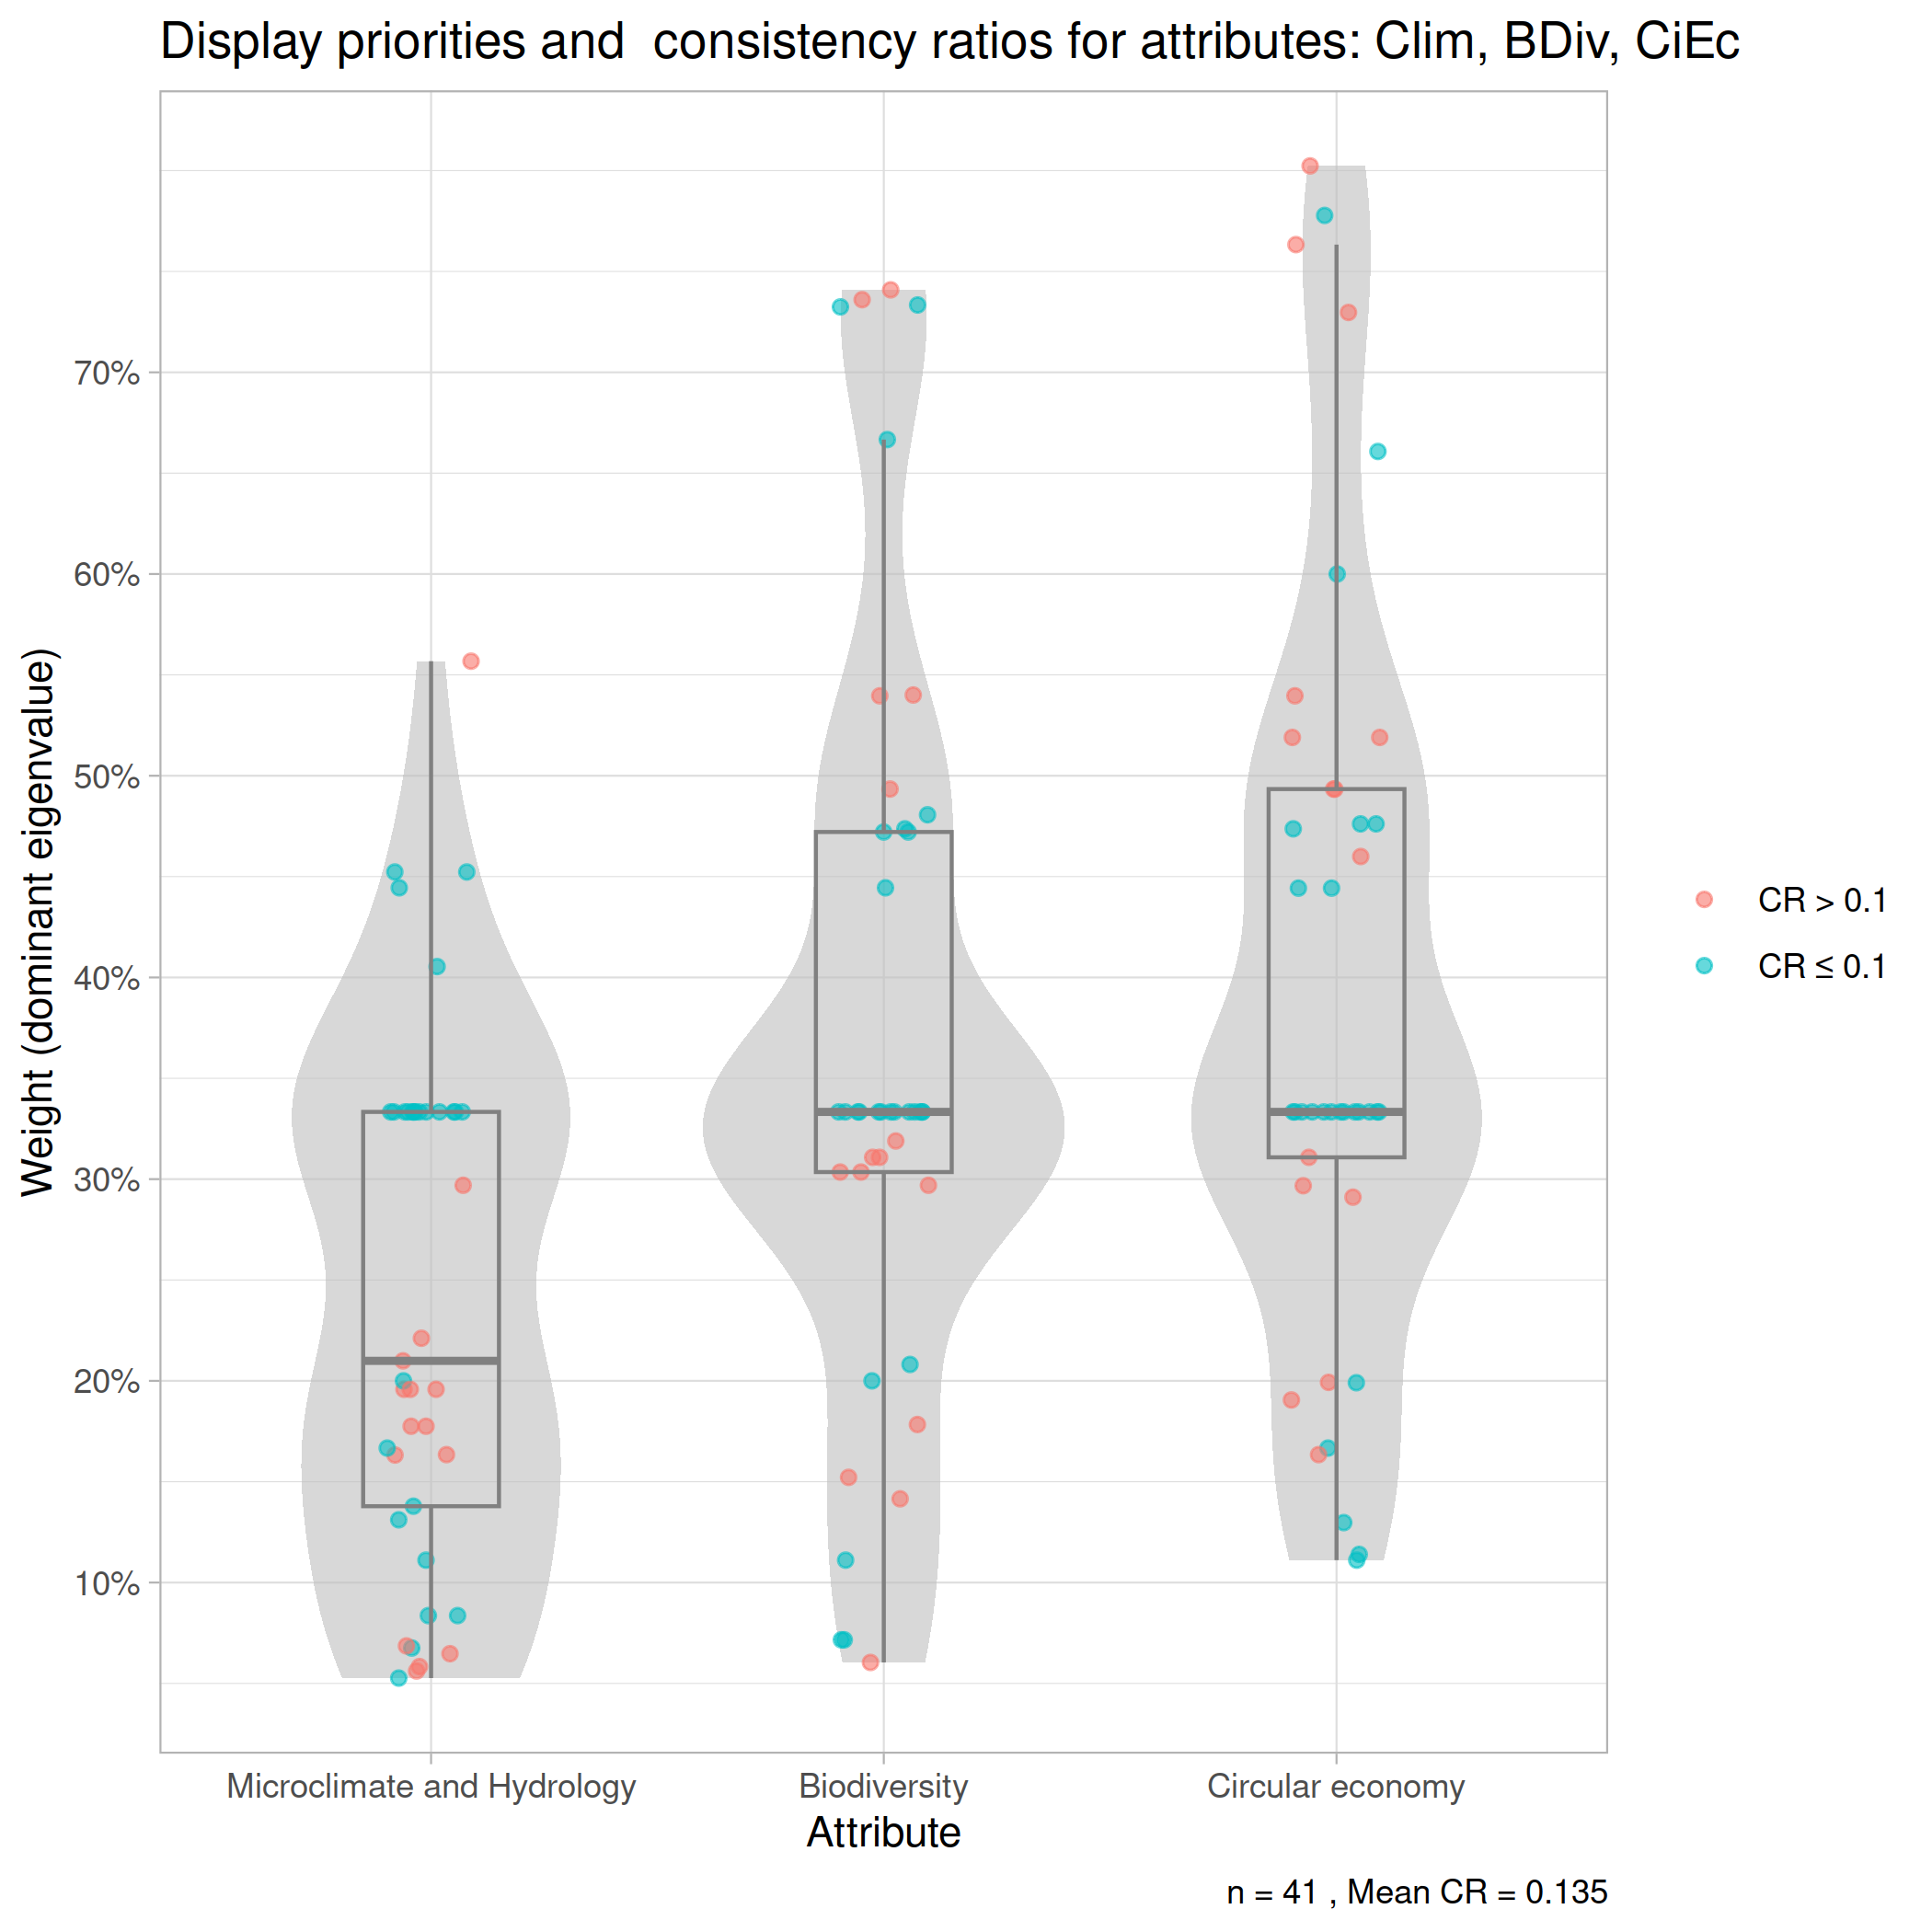 Display priorities and  consistency ratios for attributes: Clim, BDiv, CiEc
Weight (dominant eigenvalue)
70%
60%
50%
40%
30%
20%
10%
CR > 0.1
CR ≤ 0.1
Microclimate and Hydrology
Biodiversity
Circular economy
Attribute
n = 41 , Mean CR = 0.135